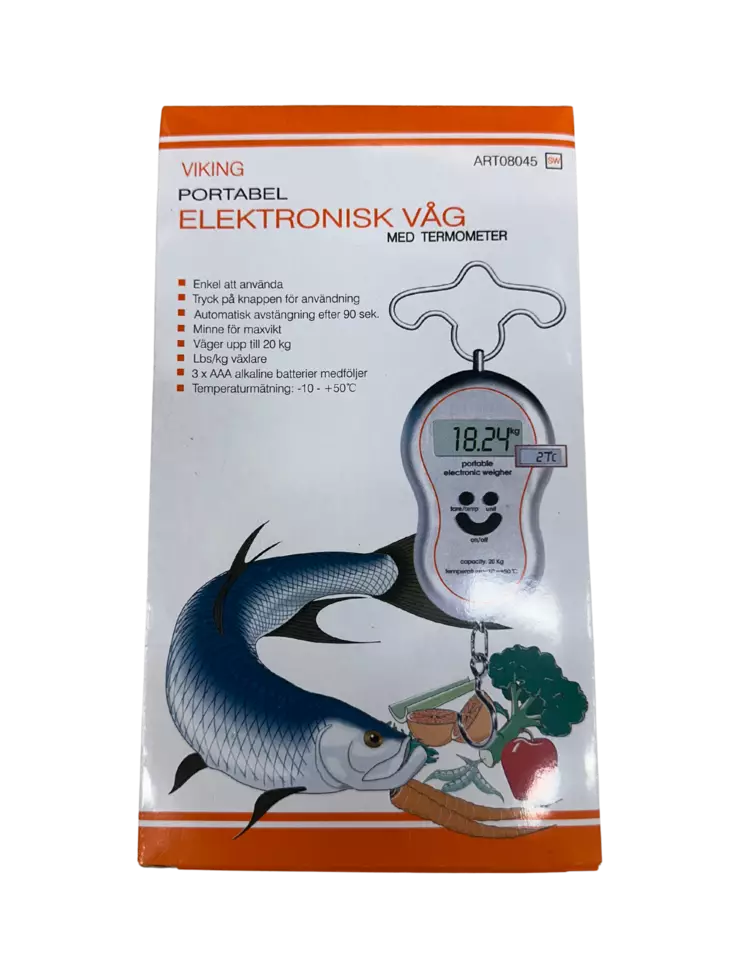 VIKING
ART08045 SW
PORTABEL
ELEKTRONISK VÅG
MED TERMOMETER
Enkel att använda
Tryck på knappen för användning
Automatisk avstängning efter 90 sek.
Minne för maxvikt
Väger upp till 20 kg
Lbs/kg växlare
3 x AAA alkaline batterier medföljer
Temperaturmätning: -10 - +50°C
18.24 kg
portable
electronic weigher
tare/temp unit
on/off
capacity: 20 Kg